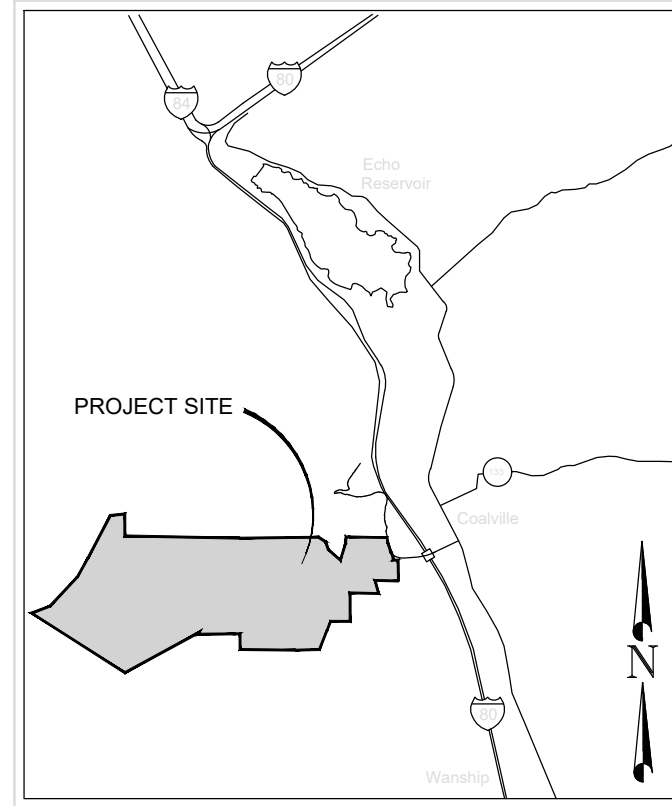 80
84
Echo
Reservoir
PROJECT SITE
133
Coalville
N
80
Wanship